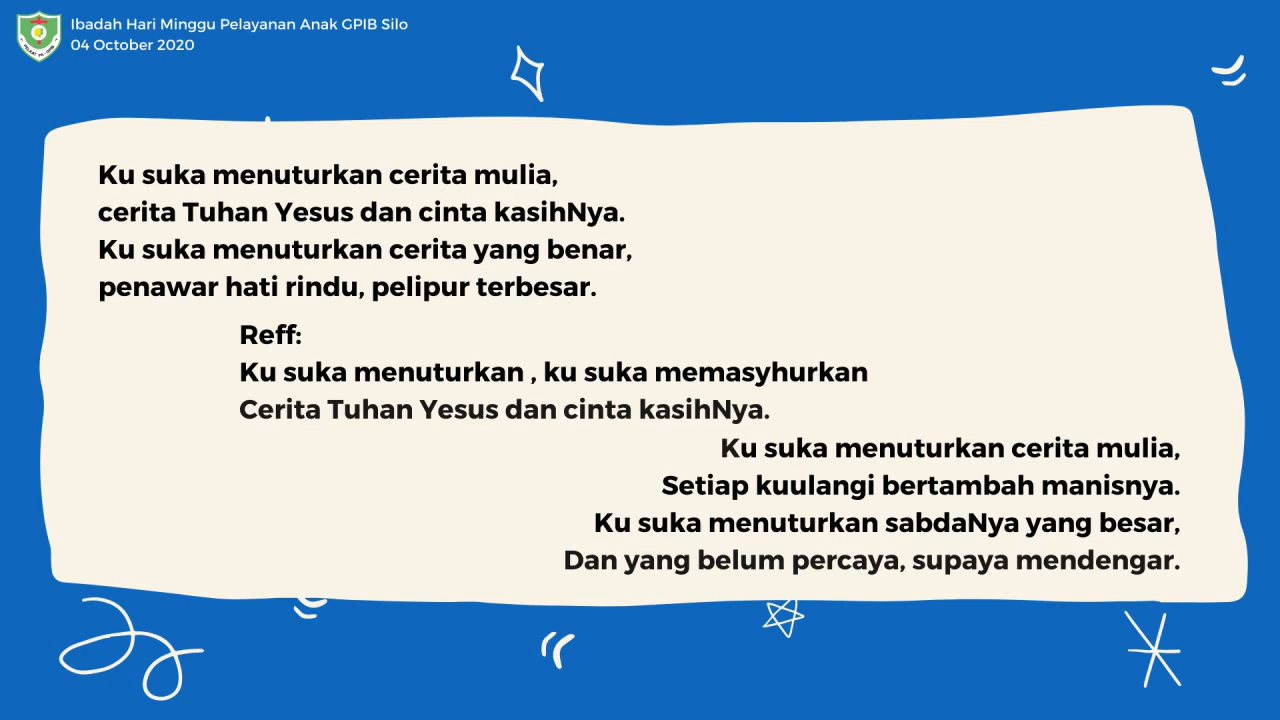 Ibadah Hari Minggu Pelayanan Anak GPIB Silo
04 October 2020
Ku suka menuturkan cerita mulia,
cerita Tuhan Yesus dan cinta kasihNya.
Ku suka menuturkan cerita yang benar,
penawar hati rindu, pelipur terbesar.
Reff:
Ku suka menuturkan , ku suka memasyhurkan
Cerita Tuhan Yesus dan cinta kasihNya.
Ku suka menuturkan cerita mulia,
Setiap kuulangi bertambah manisnya.
Ku suka menuturkan sabdaNya yang besar,
Dan yang belum percaya, supaya mendengar.